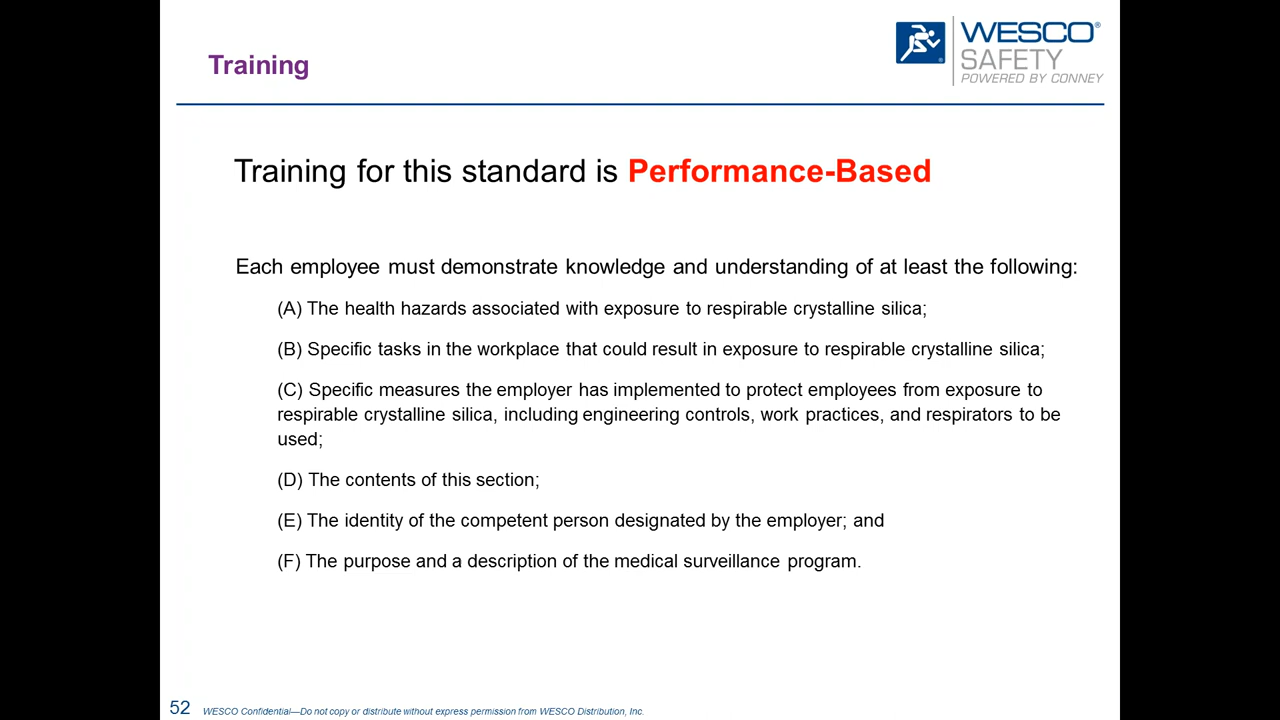 Training
WESCO®
SAFETY
POWERED BY CONNEY
Training for this standard is Performance-Based
Each employee must demonstrate knowledge and understanding of at least the following:
(A) The health hazards associated with exposure to respirable crystalline silica;
(B) Specific tasks in the workplace that could result in exposure to respirable crystalline silica;
(C) Specific measures the employer has implemented to protect employees from exposure to
respirable crystalline silica, including engineering controls, work practices, and respirators to be
used;
(D) The contents of this section;
(E) The identity of the competent person designated by the employer; and
(F) The purpose and a description of the medical surveillance program.
52 WESCO Confidential—Do not copy or distribute without express permission from WESCO Distribution, Inc.